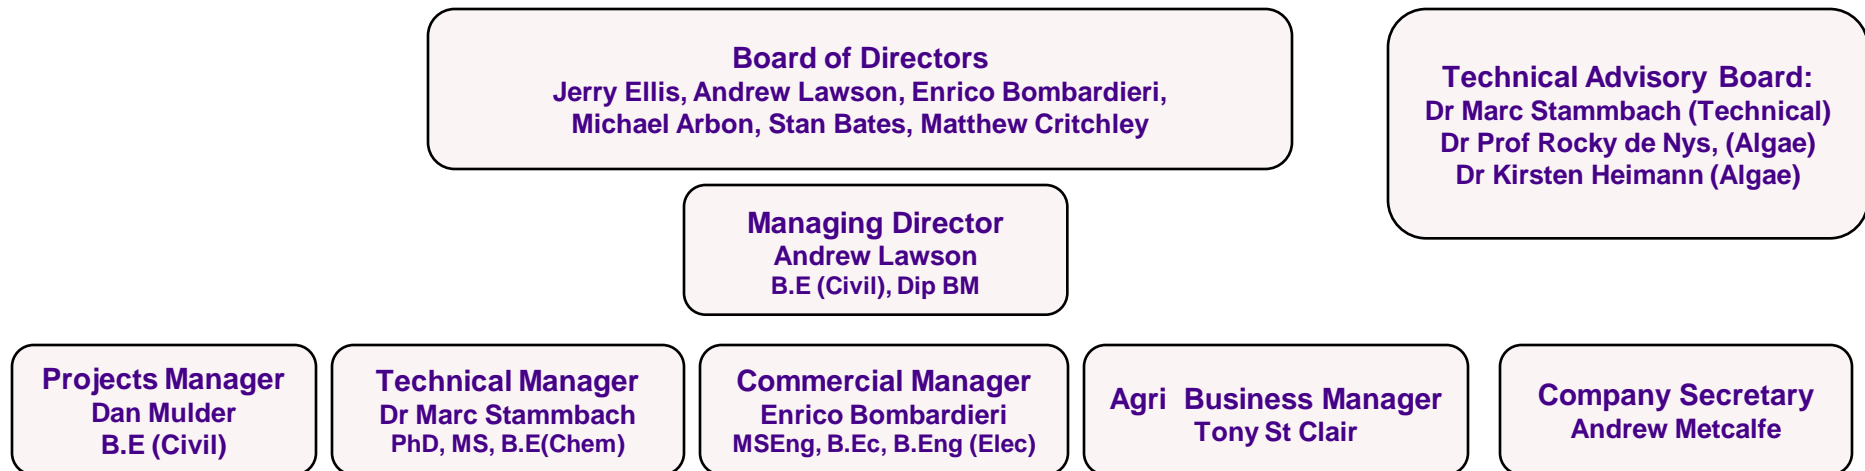 Board of Directors
Jerry Ellis, Andrew Lawson, Enrico Bombardieri,
Michael Arbon, Stan Bates, Matthew Critchley
Technical Advisory Board:
Dr Marc Stammbach (Technical)
Dr Prof Rocky de Nys, (Algae)
Dr Kirsten Heimann (Algae)
Managing Director
Andrew Lawson
B.E (Civil), Dip BM
Projects Manager
Dan Mulder
B.E (Civil)
Technical Manager
Dr Marc Stammbach
PhD, MS, B.E(Chem)
Commercial Manager
Enrico Bombardieri
MSEng, B.Ec, B.Eng (Elec)
Agri Business Manager
Tony St Clair
Company Secretary
Andrew Metcalfe